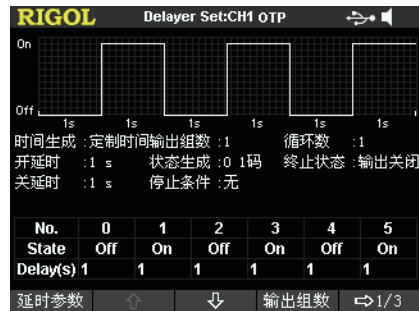 RIGOL Delayer Set:CH1 OTP
On
Off
1s 1s 1s 1s 1s 1s
时间生成 :定制时间 输出组数 :1 循环数 :1
开延时 :1 s 状态生成 :0 1码 终止状态 :输出关闭
关延时 :1 s 停止条件 :无
No. 0 1 2 3 4 5
State Off On Off On Off On
Delay(s) 1 1 1 1 1 1
延时参数 输出组数 1/3